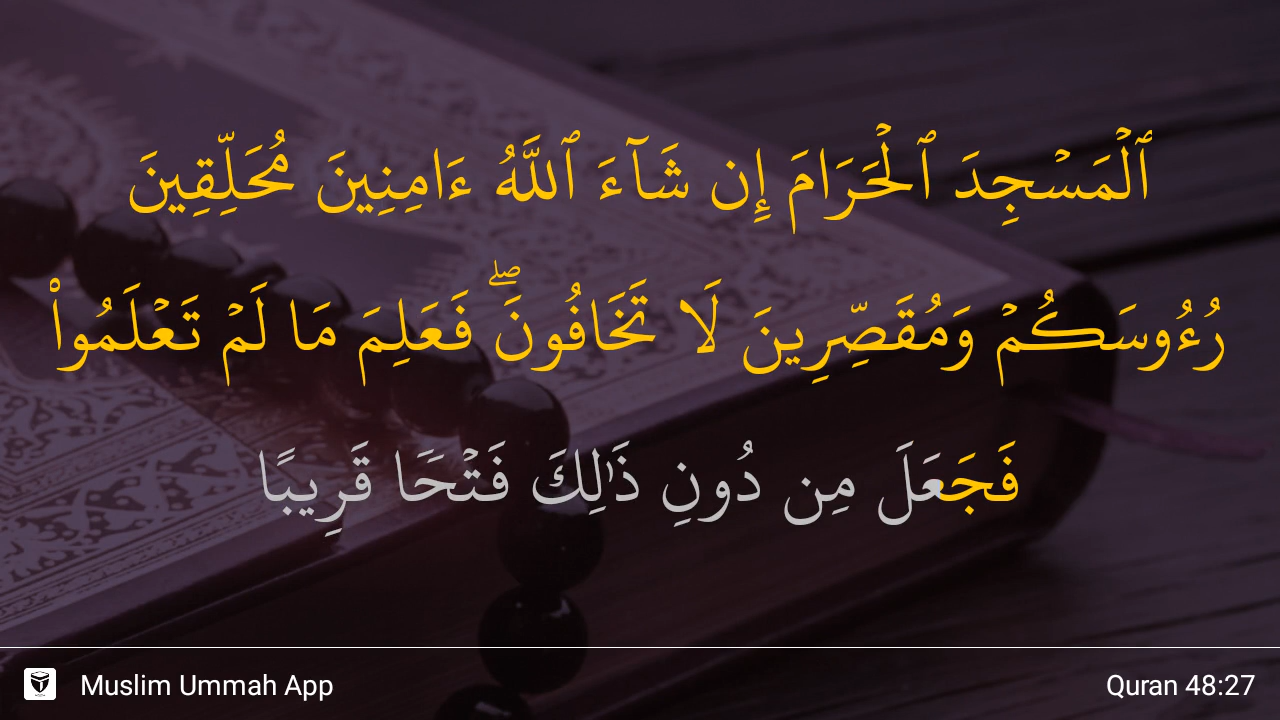 ٱلۡمَسۡجِدَ ٱلۡحَرَامَ إِن شَآءَ ٱللَّهُ ءَامِنِينَ مُحَلِّقِينَ
رُءُوسَكُمۡ وَمُقَصِّرِينَ لَا تَخَافُونَۖ فَعَلِمَ مَا لَمۡ تَعۡلَمُواْ
فَجَعَلَ مِن دُونِ ذَٰلِكَ فَتۡحٗا قَرِيبًا
Muslim Ummah App
Quran 48:27